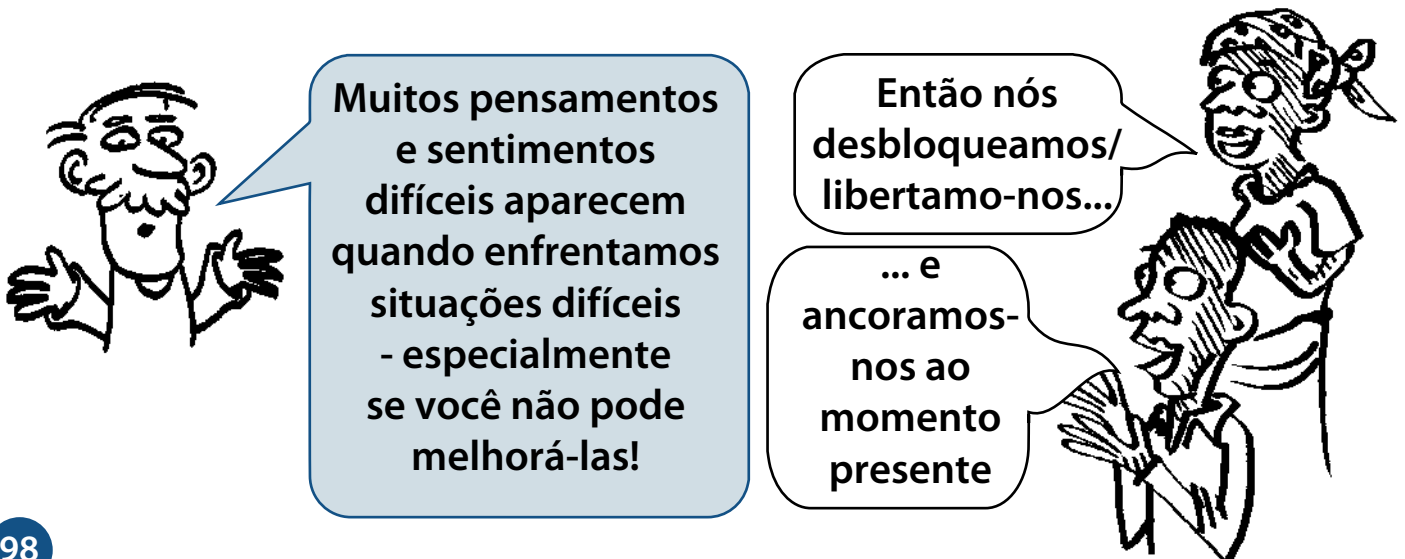 Muitos pensamentos
e sentimentos
difíceis aparecem
quando enfrentamos
situações difíceis
- especialmente
se você não pode
melhorá-las!
Então nós
desbloqueamos/
libertamo-nos...
... e
ancoramos-
nos ao
momento
presente
98